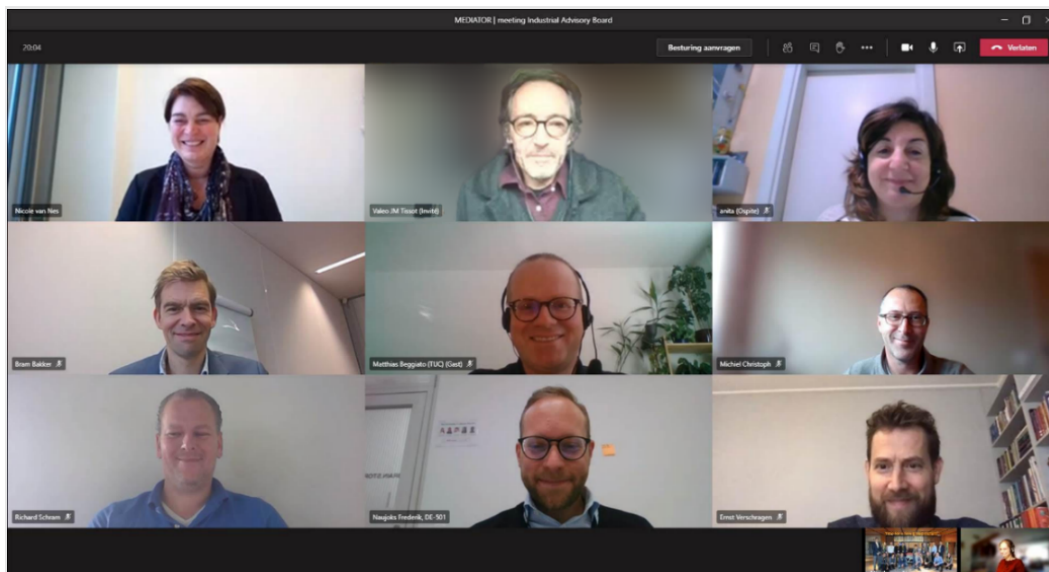 MEDIATOR | meeting Industrial Advisory Board
20:04
Besturing aanvragen
Verlaten
Nicole van Nes
Valeo JM Tissot (Invité)
anita (Ospite)
Bram Bakker
Matthias Beggiato (TUC) (Gast)
Michiel Christoph
Richard Schram
Naujoks Frederik, DE-501
Ernst Verschragen